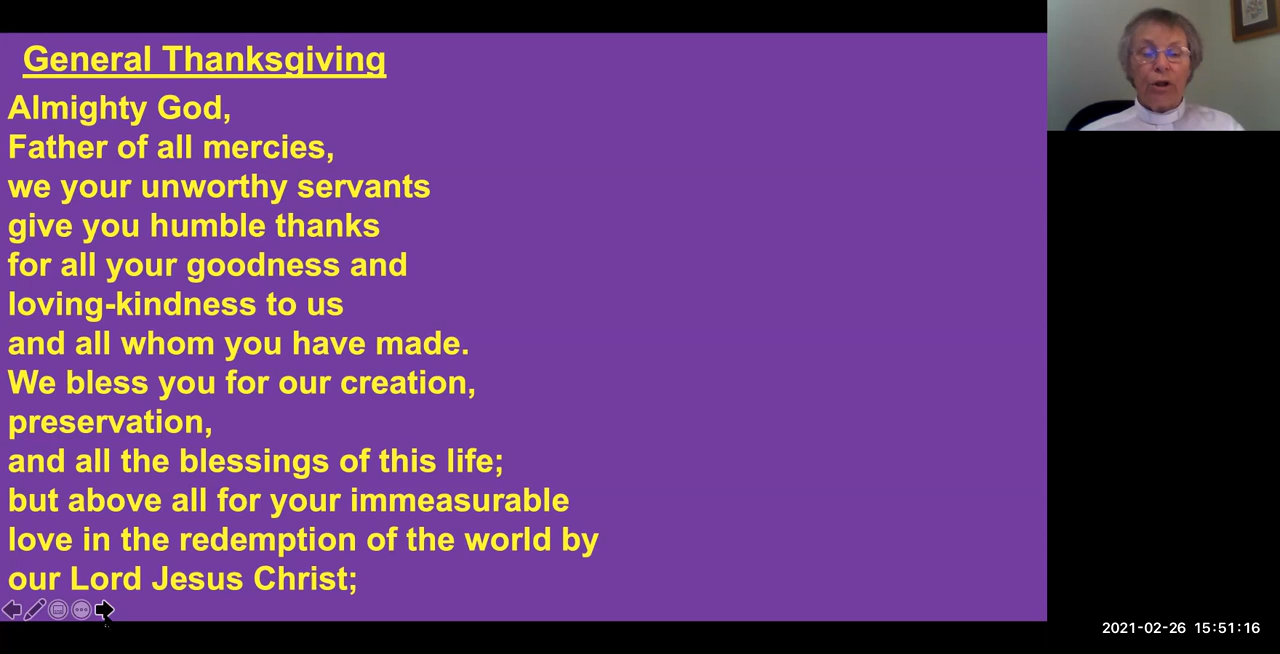 General Thanksgiving
Almighty God,
Father of all mercies,
we your unworthy servants
give you humble thanks
for all your goodness and
loving-kindness to us
and all whom you have made.
We bless you for our creation,
preservation,
and all the blessings of this life;
but above all for your immeasurable
love in the redemption of the world by
our Lord Jesus Christ;
2021-02-26 15:51:16